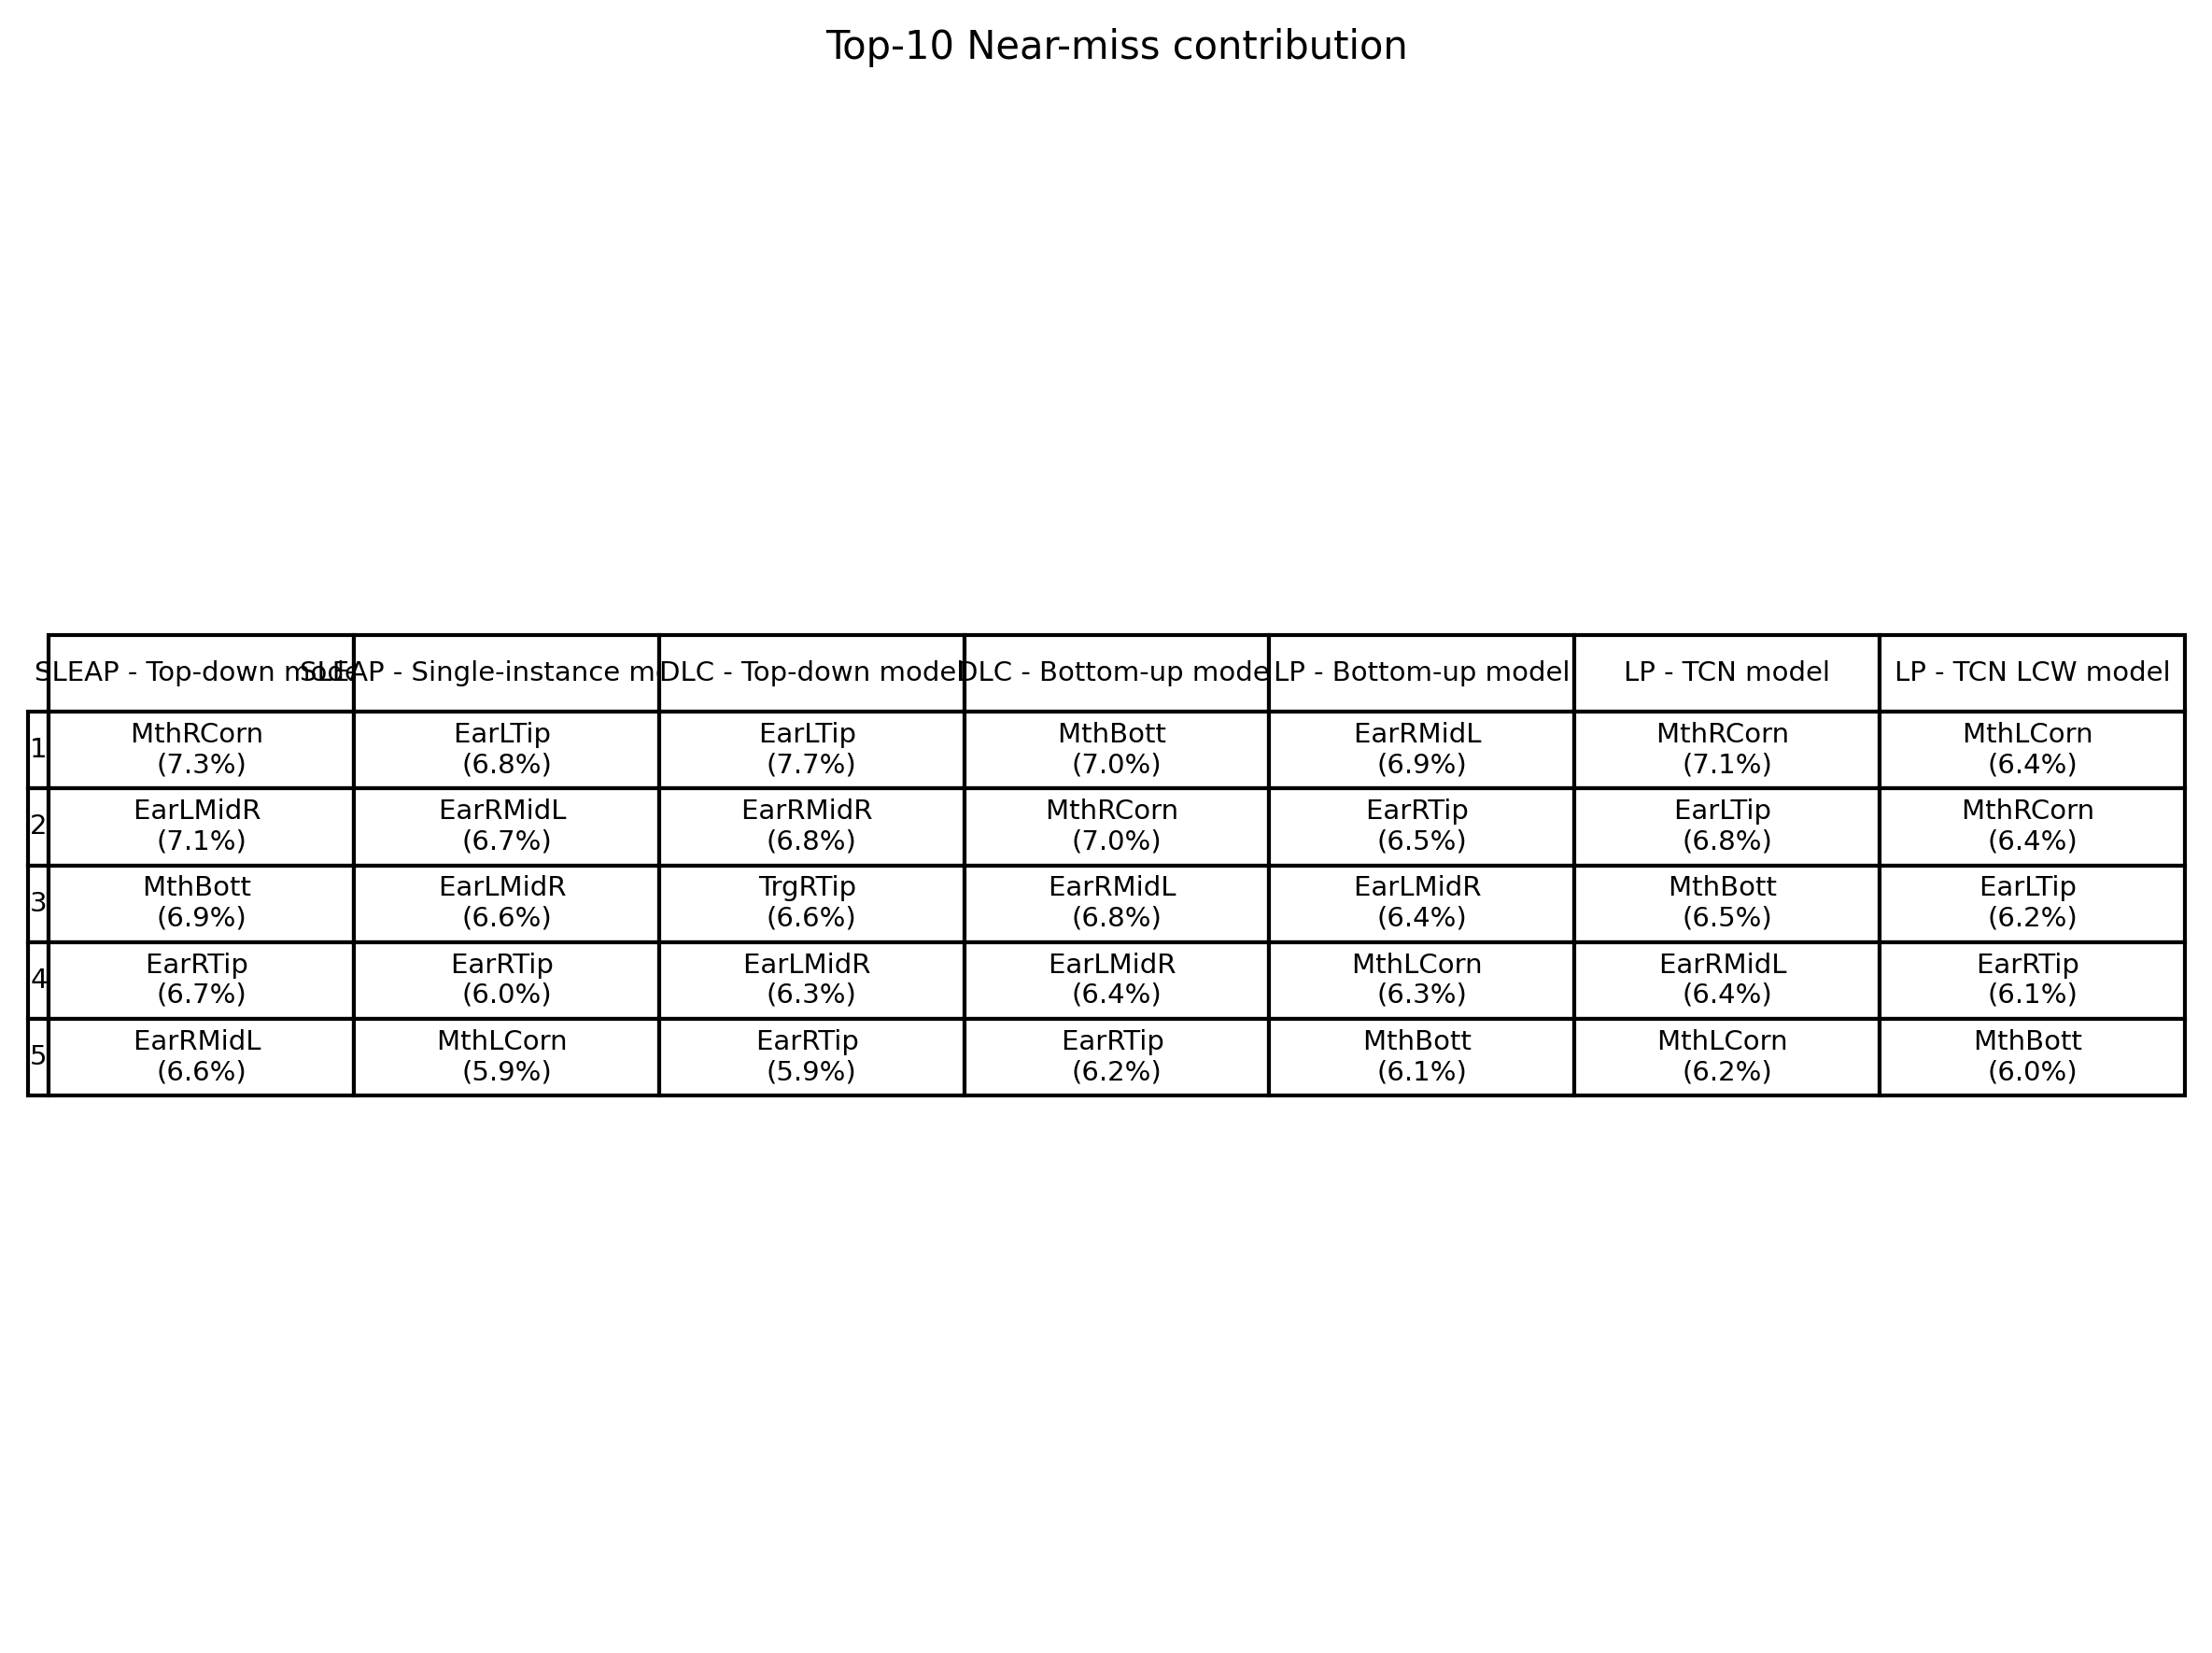 Top-10 Near-miss contribution
SLEAP - Top-down mode SLEAP - Single-instance m DLC - Top-down model DLC - Bottom-up mode LP - Bottom-up model LP - TCN model LP - TCN LCW model
1 MthRCorn EarLTip EarLTip MthBott EarRMidL MthRCorn MthLCorn
(7.3%) (6.8%) (7.7%) (7.0%) (6.9%) (7.1%) (6.4%)
2 EarLMidR EarRMidL EarRMidR MthRCorn EarRTip EarLTip MthRCorn
(7.1%) (6.7%) (6.8%) (7.0%) (6.5%) (6.8%) (6.4%)
3 MthBott EarLMidR TrgRTip EarRMidL EarLMidR MthBott EarLTip
(6.9%) (6.6%) (6.6%) (6.8%) (6.4%) (6.5%) (6.2%)
4 EarRTip EarRTip EarLMidR EarLMidR MthLCorn EarRMidL EarRTip
(6.7%) (6.0%) (6.3%) (6.4%) (6.3%) (6.4%) (6.1%)
5 EarRMidL MthLCorn EarRTip EarRTip MthBott MthLCorn MthBott
(6.6%) (5.9%) (5.9%) (6.2%) (6.1%) (6.2%) (6.0%)